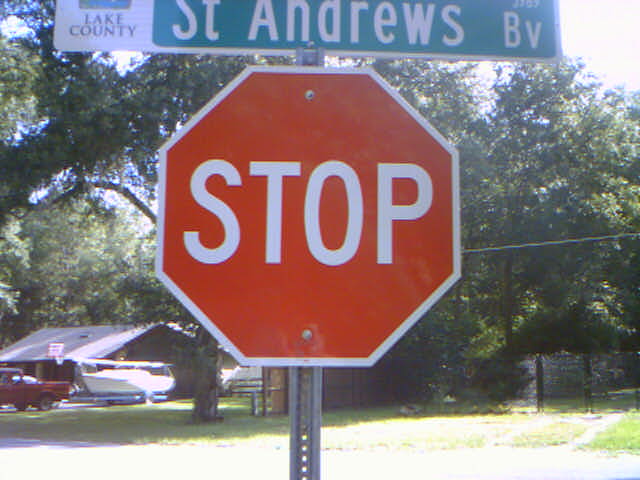 LAKE
COUNTY
St Andrews Bv
STOP